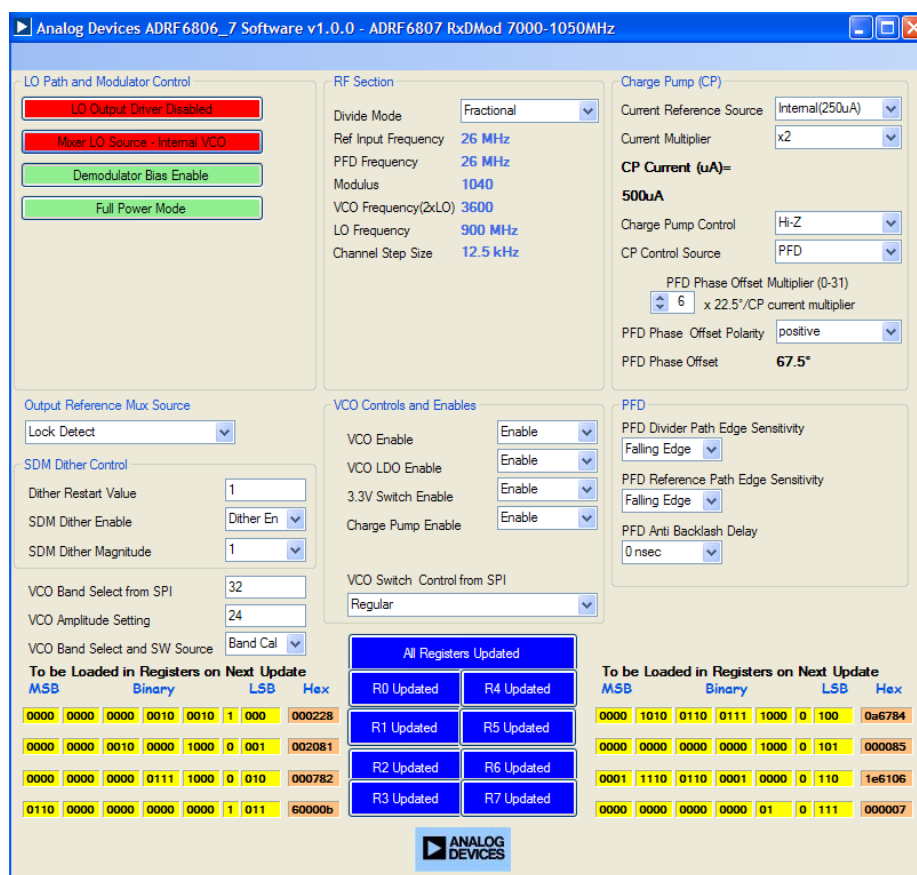 Analog Devices ADRF6806_7 Software v1.0.0 - ADRF6807 RxDMod 7000-1050MHz
LO Path and Modulator Control
LO Output Driver Disabled
Mixer LO Source - Internal VCO
Demodulator Bias Enable
Full Power Mode
RF Section
Divide Mode Fractional
Ref Input Frequency 26 MHz
PFD Frequency 26 MHz
Modulus 1040
VCO Frequency(2xLO) 3600
LO Frequency 900 MHz
Channel Step Size 12.5 kHz
Charge Pump (CP)
Current Reference Source Internal(250uA)
Current Multiplier x2
CP Current (uA)=
500uA
Charge Pump Control Hi-Z
CP Control Source PFD
PFD Phase Offset Multiplier (0-31)
6 x 22.5°/CP current multiplier
PFD Phase Offset Polarity positive
PFD Phase Offset 67.5°
Output Reference Mux Source
Lock Detect
SDM Dither Control
Dither Restart Value 1
SDM Dither Enable Dither En
SDM Dither Magnitude 1
VCO Band Select from SPI 32
VCO Amplitude Setting 24
VCO Band Select and SW Source Band Cal
VCO Controls and Enables
VCO Enable Enable
VCO LDO Enable Enable
3.3V Switch Enable Enable
Charge Pump Enable Enable
VCO Switch Control from SPI
Regular
PFD
PFD Divider Path Edge Sensitivity
Falling Edge
PFD Reference Path Edge Sensitivity
Falling Edge
PFD Anti Backlash Delay
0 nsec
To be Loaded in Registers on Next Update
MSB Binary LSB Hex
0000 0000 0000 0010 0010 1 000 000228
0000 0000 0010 0000 1000 0 001 002081
0000 0000 0000 0111 1000 0 010 000782
0110 0000 0000 0000 0000 1 011 60000b
All Registers Updated
R0 Updated R4 Updated
R1 Updated R5 Updated
R2 Updated R6 Updated
R3 Updated R7 Updated
To be Loaded in Registers on Next Update
MSB Binary LSB Hex
0000 1010 0110 0111 1000 0 100 0a6784
0000 0000 0000 0000 1000 0 101 000085
0001 1110 0110 0001 0000 0 110 1e6106
0000 0000 0000 0000 01 0 111 000007
ANALOG
DEVICES